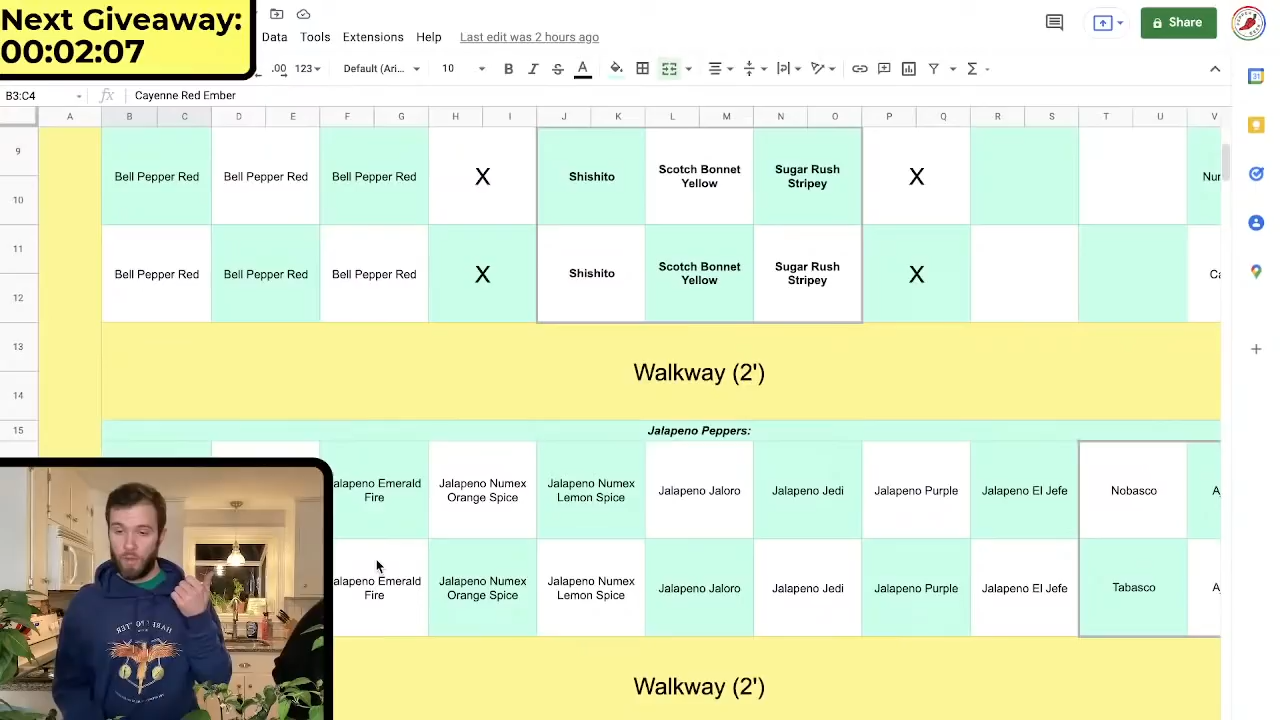 Next Giveaway:
00:02:07
Data Tools Extensions Help Last edit was 2 hours ago
Share
.00 123 Default (Ari... 10 B I S A
B3:C4 fx Cayenne Red Ember
A B C D E F G H I J K L M N O P Q R S T U V
9
10
Bell Pepper Red Bell Pepper Red Bell Pepper Red X Shishito Scotch Bonnet Yellow Sugar Rush Stripey X
11
12
Bell Pepper Red Bell Pepper Red Bell Pepper Red X Shishito Scotch Bonnet Yellow Sugar Rush Stripey X
13
14
Walkway (2')
15 Jalapeno Peppers:
alapeno Emerald Fire Jalapeno Numex Orange Spice Jalapeno Numex Lemon Spice Jalapeno Jaloro Jalapeno Jedi Jalapeno Purple Jalapeno El Jefe Nobasco
alapeno Emerald Fire Jalapeno Numex Orange Spice Jalapeno Numex Lemon Spice Jalapeno Jaloro Jalapeno Jedi Jalapeno Purple Jalapeno El Jefe Tabasco
Walkway (2')